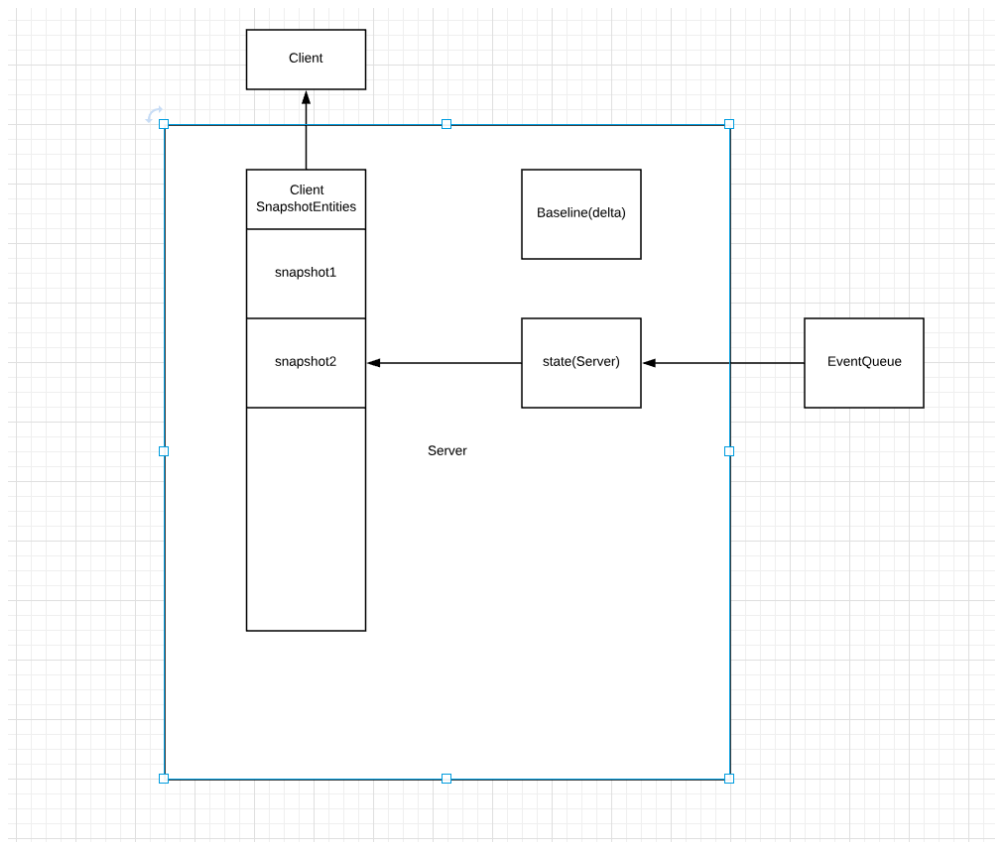 Client
Client
SnapshotEntities
Baseline(delta)
snapshot1
snapshot2
state(Server)
EventQueue
Server